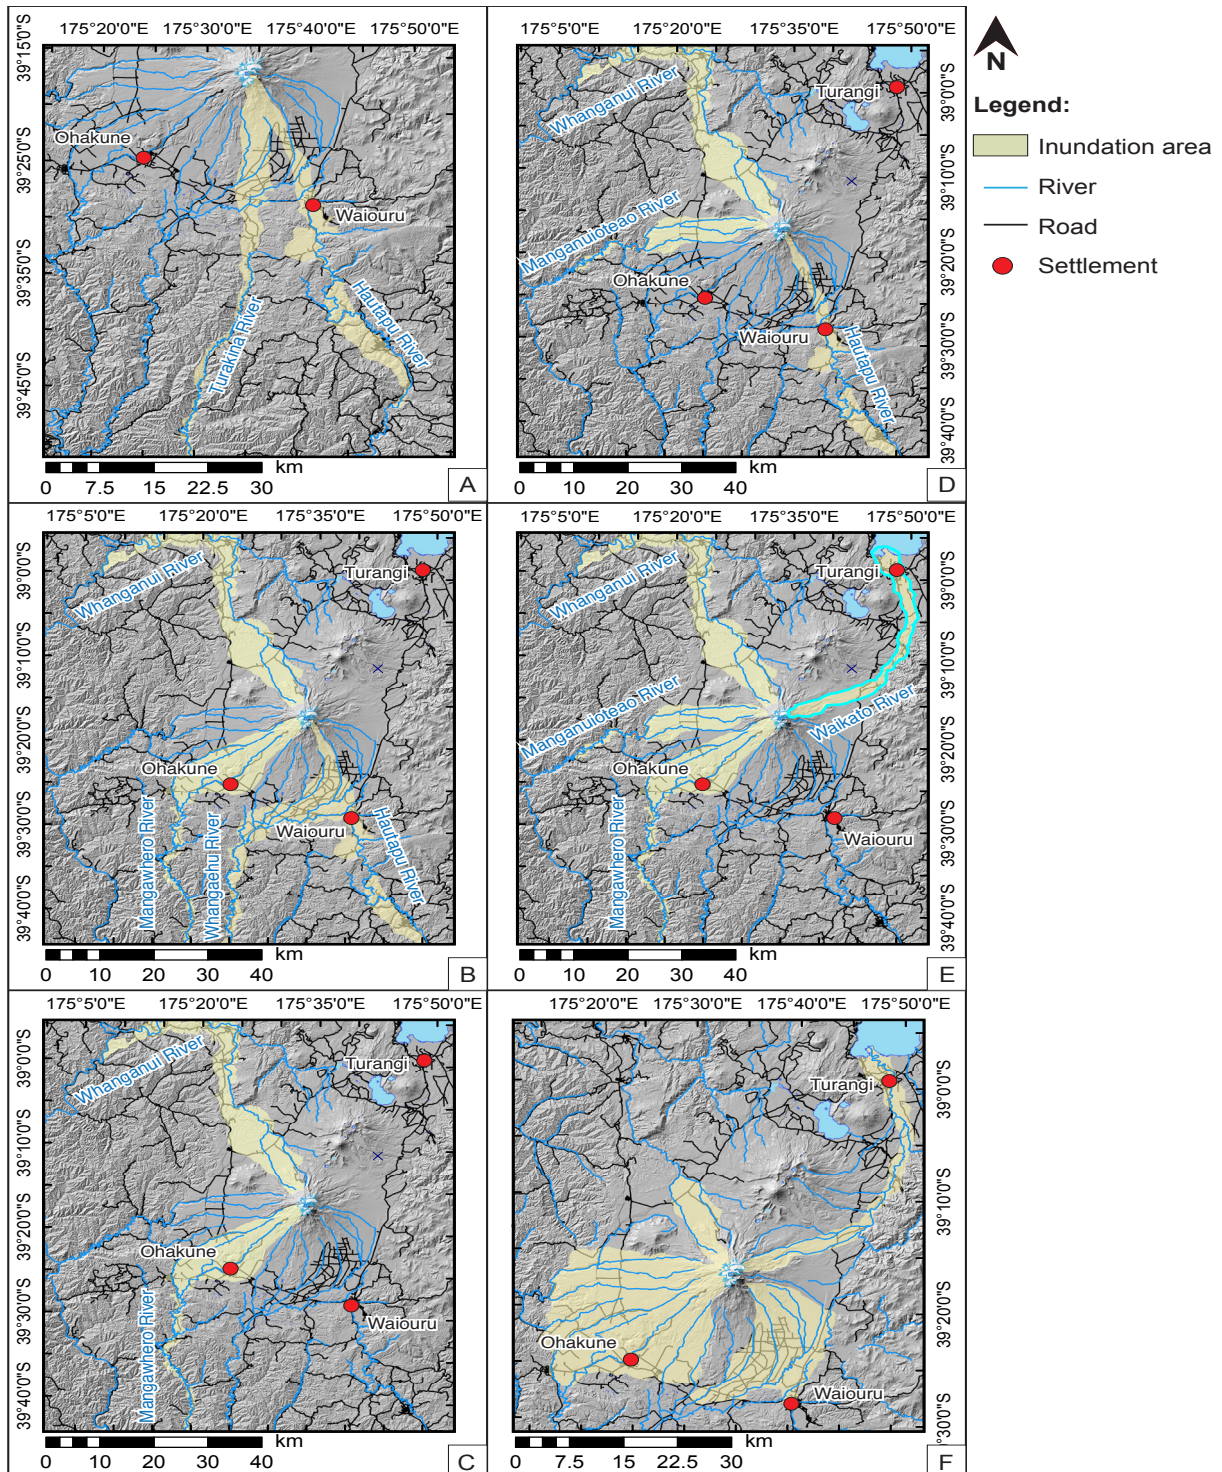 175°20'0"E 175°30'0"E 175°40'0"E 175°50'0"E
39°15'0"S
39°25'0"S
39°35'0"S
39°45'0"S
Ohakune
Waiouru
Turakina River
Hautapu River
km
0 7.5 15 22.5 30
A
175°5'0"E 175°20'0"E 175°35'0"E 175°50'0"E
39°0'0"S
39°10'0"S
39°20'0"S
39°30'0"S
39°40'0"S
Whanganui River
Turangi
Manganuioteao River
Ohakune
Waiouru
Hautapu River
km
0 10 20 30 40
D
N
Legend:
Inundation area
River
Road
Settlement
175°5'0"E 175°20'0"E 175°35'0"E 175°50'0"E
39°0'0"S
39°10'0"S
39°20'0"S
39°30'0"S
39°40'0"S
Whanganui River
Turangi
Ohakune
Waiouru
Mangawhero River
Whangaehu River
Hautapu River
km
0 10 20 30 40
B
175°5'0"E 175°20'0"E 175°35'0"E 175°50'0"E
39°0'0"S
39°10'0"S
39°20'0"S
39°30'0"S
39°40'0"S
Whanganui River
Turangi
Manganuioteao River
Waikato River
Ohakune
Waiouru
Mangawhero River
km
0 10 20 30 40
E
175°5'0"E 175°20'0"E 175°35'0"E 175°50'0"E
39°0'0"S
39°10'0"S
39°20'0"S
39°30'0"S
39°40'0"S
Whanganui River
Turangi
Ohakune
Waiouru
Mangawhero River
km
0 10 20 30 40
C
175°20'0"E 175°30'0"E 175°40'0"E 175°50'0"E
39°0'0"S
39°10'0"S
39°20'0"S
°30'0"S
Turangi
Ohakune
Waiouru
km
0 7.5 15 22.5 30
F